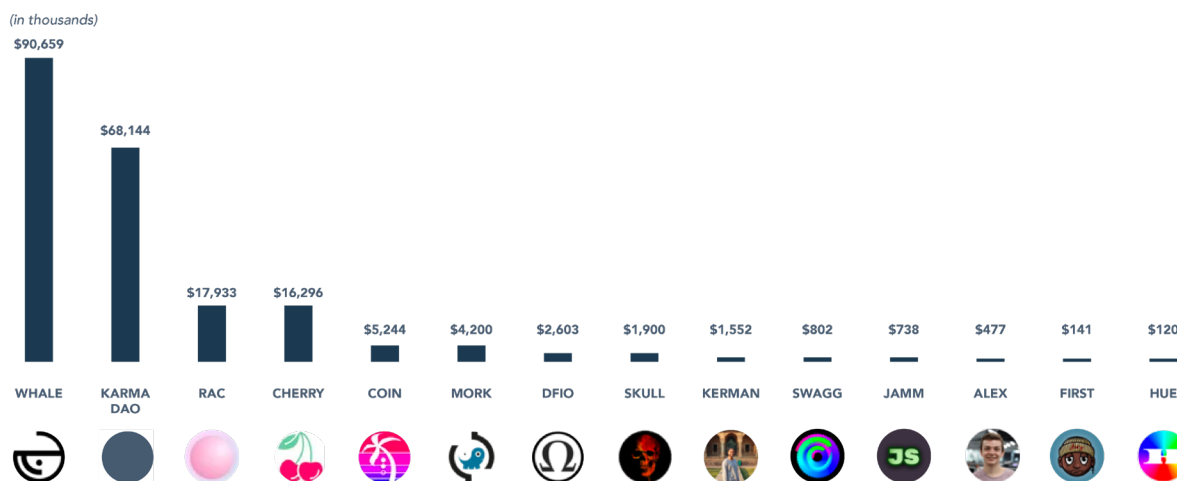 (in thousands)
$90,659
$68,144
$17,933
$16,296
$5,244
$4,200
$2,603
$1,900
$1,552
$802
$738
$477
$141
$120
WHALE
KARMA
DAO
RAC
CHERRY
COIN
MORK
DFIO
SKULL
KERMAN
SWAGG
JAMM
ALEX
FIRST
HUE
Ω
JS